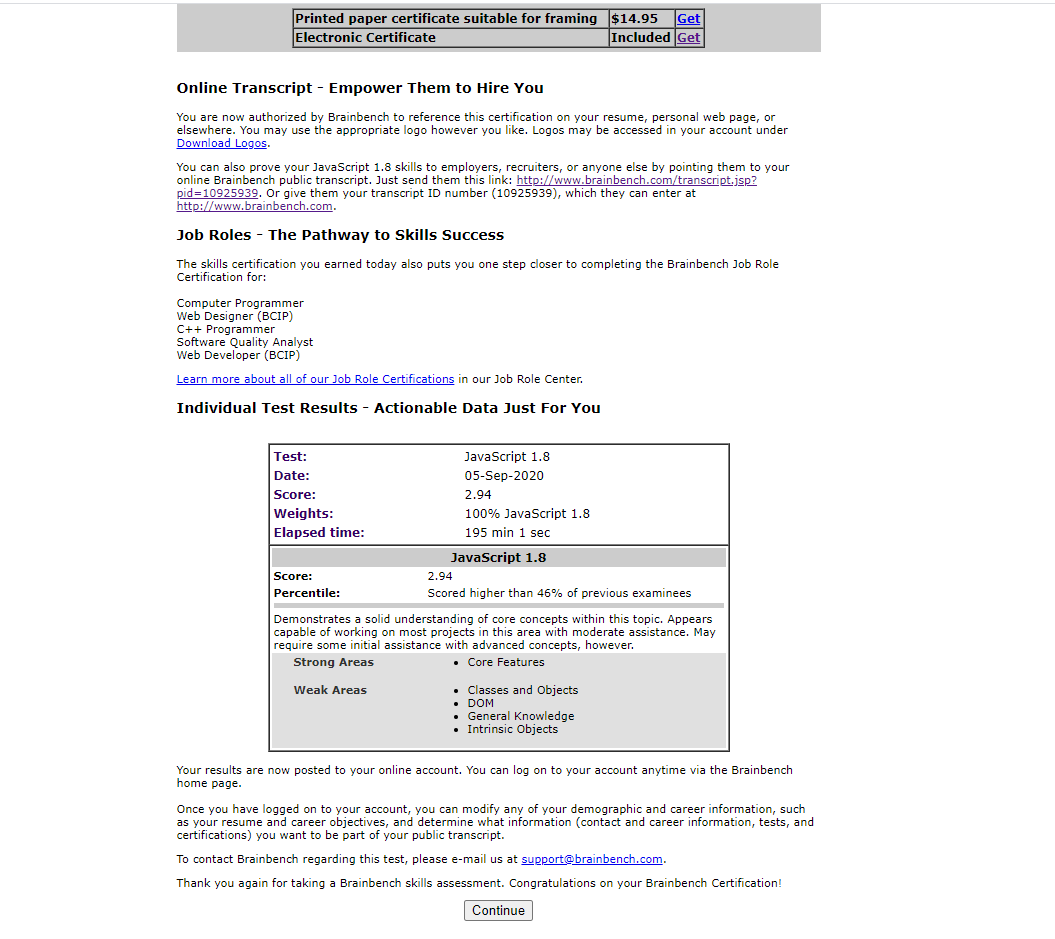 Printed paper certificate suitable for framing $14.95 Get
Electronic Certificate Included Get
Online Transcript - Empower Them to Hire You
You are now authorized by Brainbench to reference this certification on your resume, personal web page, or
elsewhere. You may use the appropriate logo however you like. Logos may be accessed in your account under
Download Logos.
You can also prove your JavaScript 1.8 skills to employers, recruiters, or anyone else by pointing them to your
online Brainbench public transcript. Just send them this link: http://www.brainbench.com/transcript.jsp?
pid=10925939. Or give them your transcript ID number (10925939), which they can enter at
http://www.brainbench.com.
Job Roles - The Pathway to Skills Success
The skills certification you earned today also puts you one step closer to completing the Brainbench Job Role
Certification for:
Computer Programmer
Web Designer (BCIP)
C++ Programmer
Software Quality Analyst
Web Developer (BCIP)
Learn more about all of our Job Role Certifications in our Job Role Center.
Individual Test Results - Actionable Data Just For You
Test: JavaScript 1.8
Date: 05-Sep-2020
Score: 2.94
Weights: 100% JavaScript 1.8
Elapsed time: 195 min 1 sec
JavaScript 1.8
Score: 2.94
Percentile: Scored higher than 46% of previous examinees
Demonstrates a solid understanding of core concepts within this topic. Appears
capable of working on most projects in this area with moderate assistance. May
require some initial assistance with advanced concepts, however.
Strong Areas • Core Features
Weak Areas • Classes and Objects
• DOM
• General Knowledge
• Intrinsic Objects
Your results are now posted to your online account. You can log on to your account anytime via the Brainbench
home page.
Once you have logged on to your account, you can modify any of your demographic and career information, such
as your resume and career objectives, and determine what information (contact and career information, tests, and
certifications) you want to be part of your public transcript.
To contact Brainbench regarding this test, please e-mail us at support@brainbench.com.
Thank you again for taking a Brainbench skills assessment. Congratulations on your Brainbench Certification!
Continue